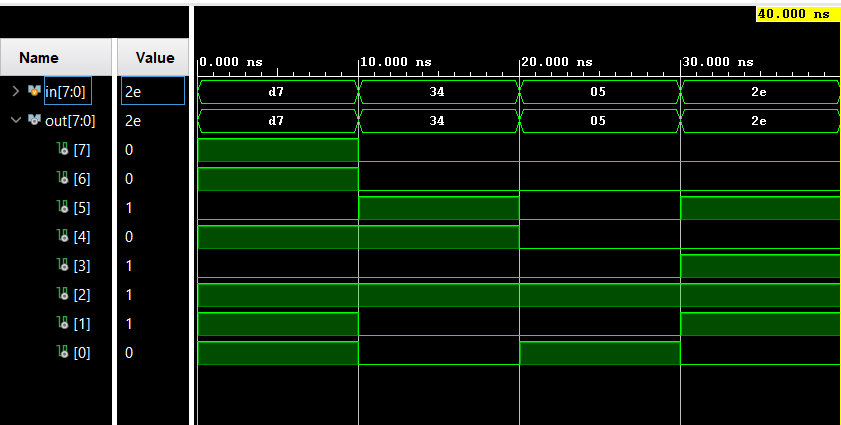 40.000 ns
Name Value 0.000 ns 10.000 ns 20.000 ns 30.000 ns
in[7:0] 2e d7 34 05 2e
out[7:0] 2e d7 34 05 2e
[7] 0
[6] 0
[5] 1
[4] 0
[3] 1
[2] 1
[1] 1
[0] 0